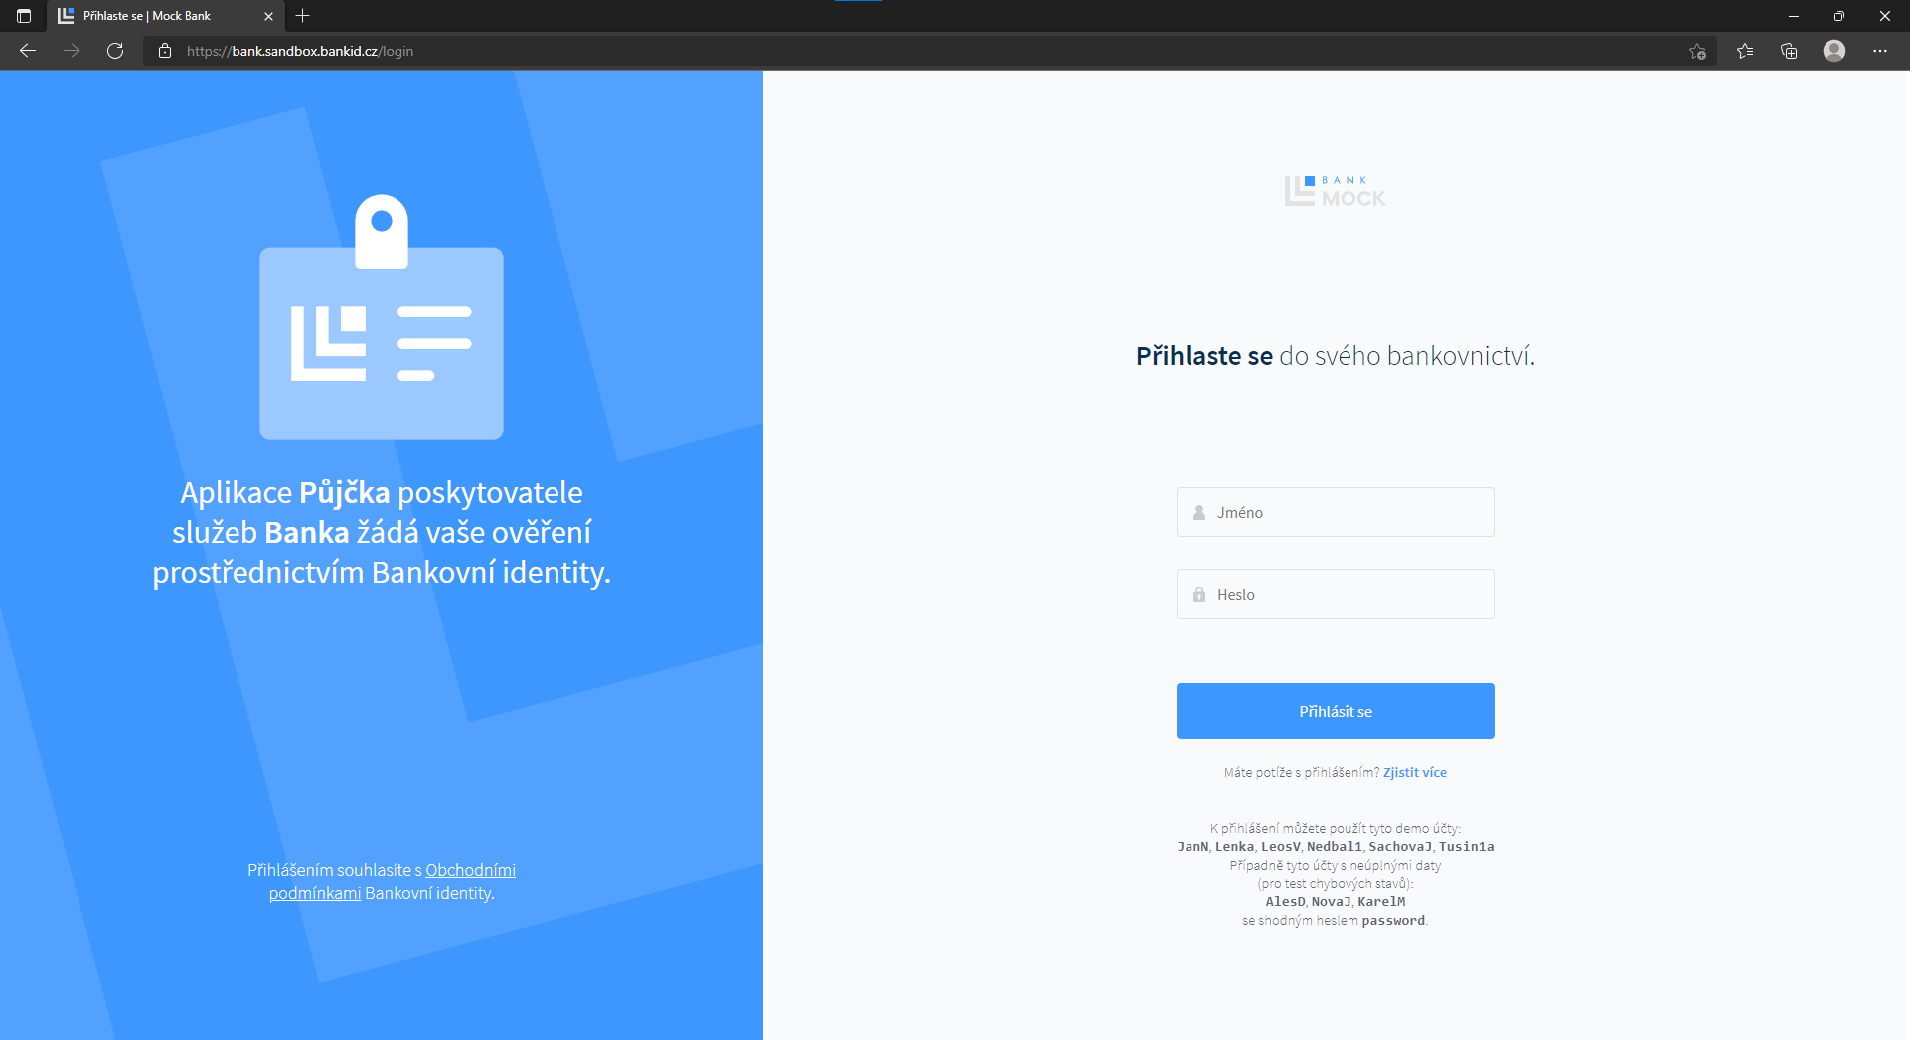 Přihlaste se | Mock Bank
https://bank.sandbox.bankid.cz/login
Aplikace Půjčka poskytovatele
služeb Banka žádá vaše ověření
prostřednictvím Bankovní identity.
Přihlášením souhlasíte s Obchodními
podmínkami Bankovní identity.
BANK
MOCK
Přihlaste se do svého bankovnictví.
Jméno
Heslo
Přihlásit se
Máte potíže s přihlášením? Zjistit více
K přihlášení můžete použít tyto demo účty:
JanN, Lenka, LeosV, Nedbal1, SachovaJ, Tusin1a
Případně tyto účty s neúplnými daty
(pro test chybových stavů):
AlesD, NovaJ, KarelM
se shodným heslem password.